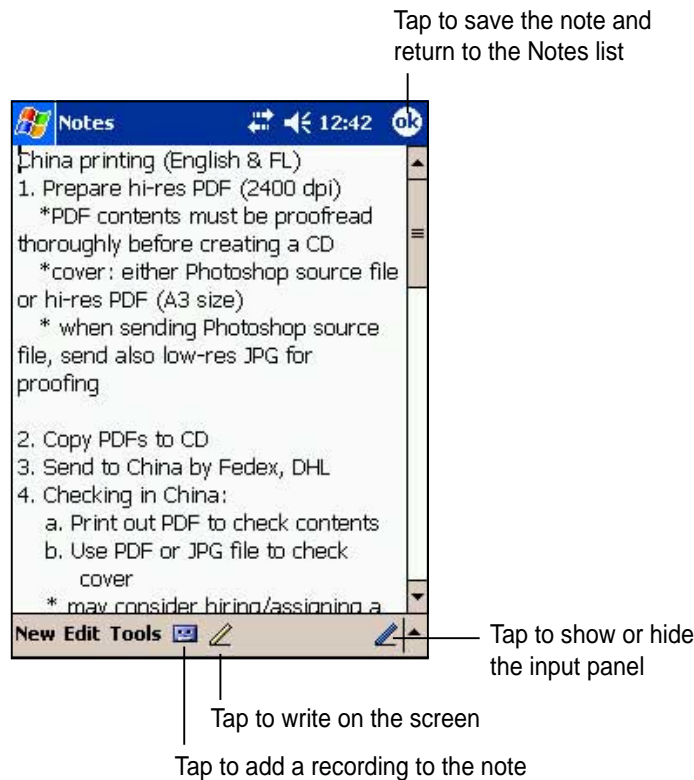 Tap to save the note and
return to the Notes list
Notes 12:42 ok
China printing (English & FL)
1. Prepare hi-res PDF (2400 dpi)
*PDF contents must be proofread
thoroughly before creating a CD
*cover: either Photoshop source file
or hi-res PDF (A3 size)
* when sending Photoshop source
file, send also low-res JPG for
proofing
2. Copy PDFs to CD
3. Send to China by Fedex, DHL
4. Checking in China:
a. Print out PDF to check contents
b. Use PDF or JPG file to check
cover
* may consider hiring/assigning a
New Edit Tools
Tap to show or hide
the input panel
Tap to write on the screen
Tap to add a recording to the note